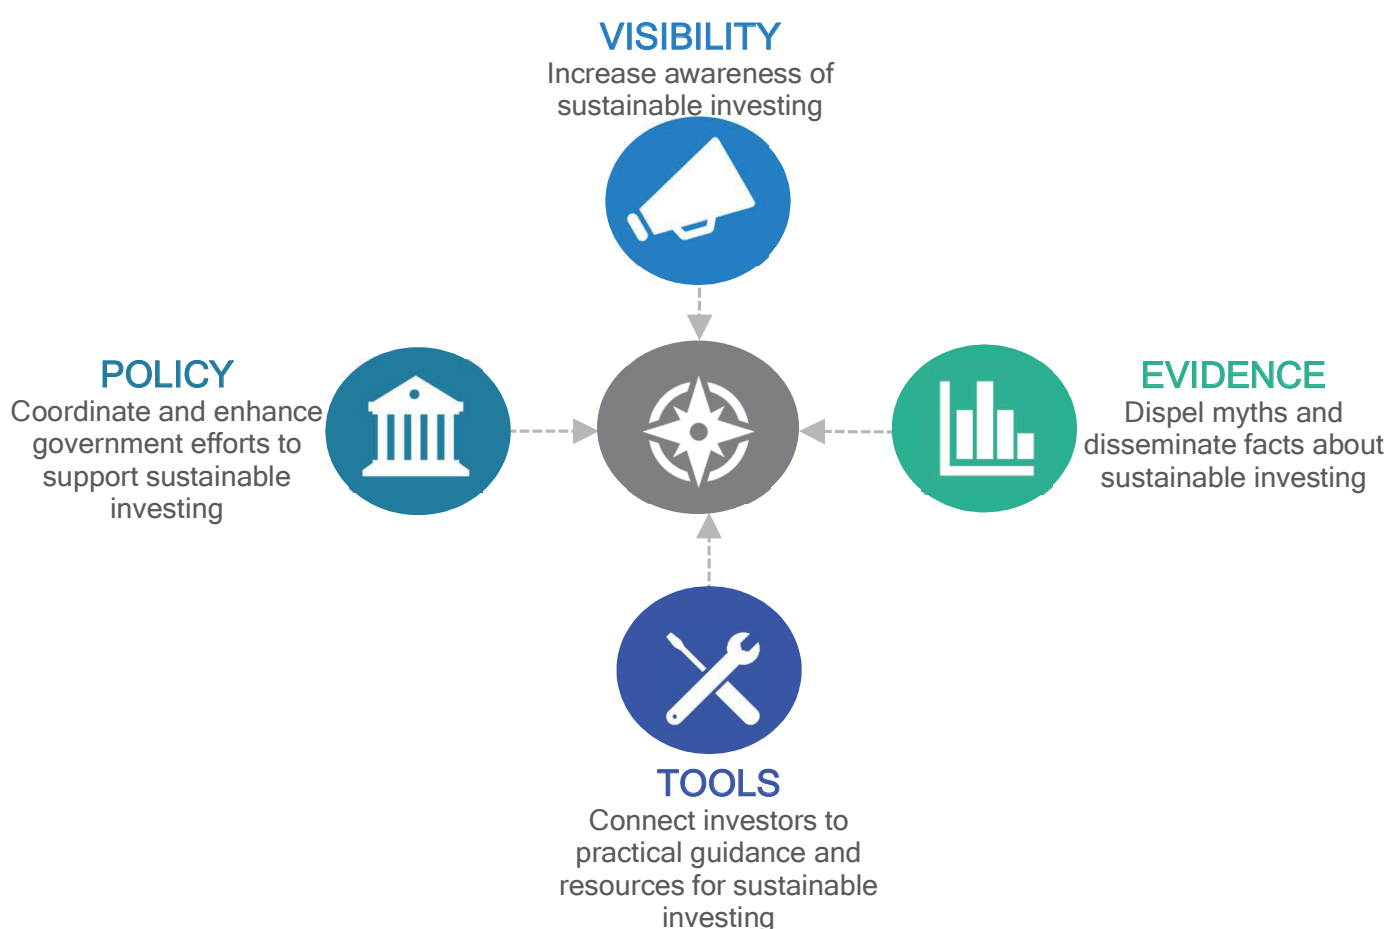 VISIBILITY
Increase awareness of
sustainable investing
POLICY
Coordinate and enhance
government efforts to
support sustainable
investing
EVIDENCE
Dispel myths and
disseminate facts about
sustainable investing
TOOLS
Connect investors to
practical guidance and
resources for sustainable
investing